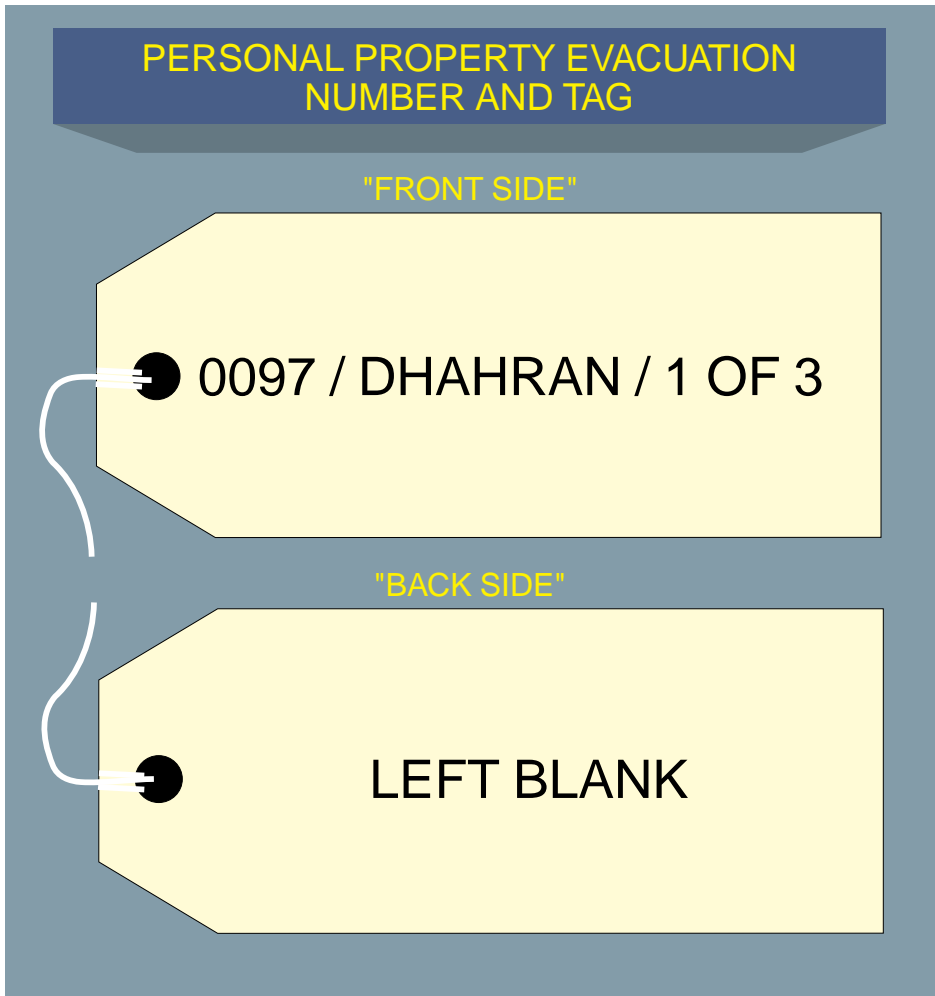 PERSONAL PROPERTY EVACUATION
NUMBER AND TAG
"FRONT SIDE"
0097 / DHAHRAN / 1 OF 3
"BACK SIDE"
LEFT BLANK